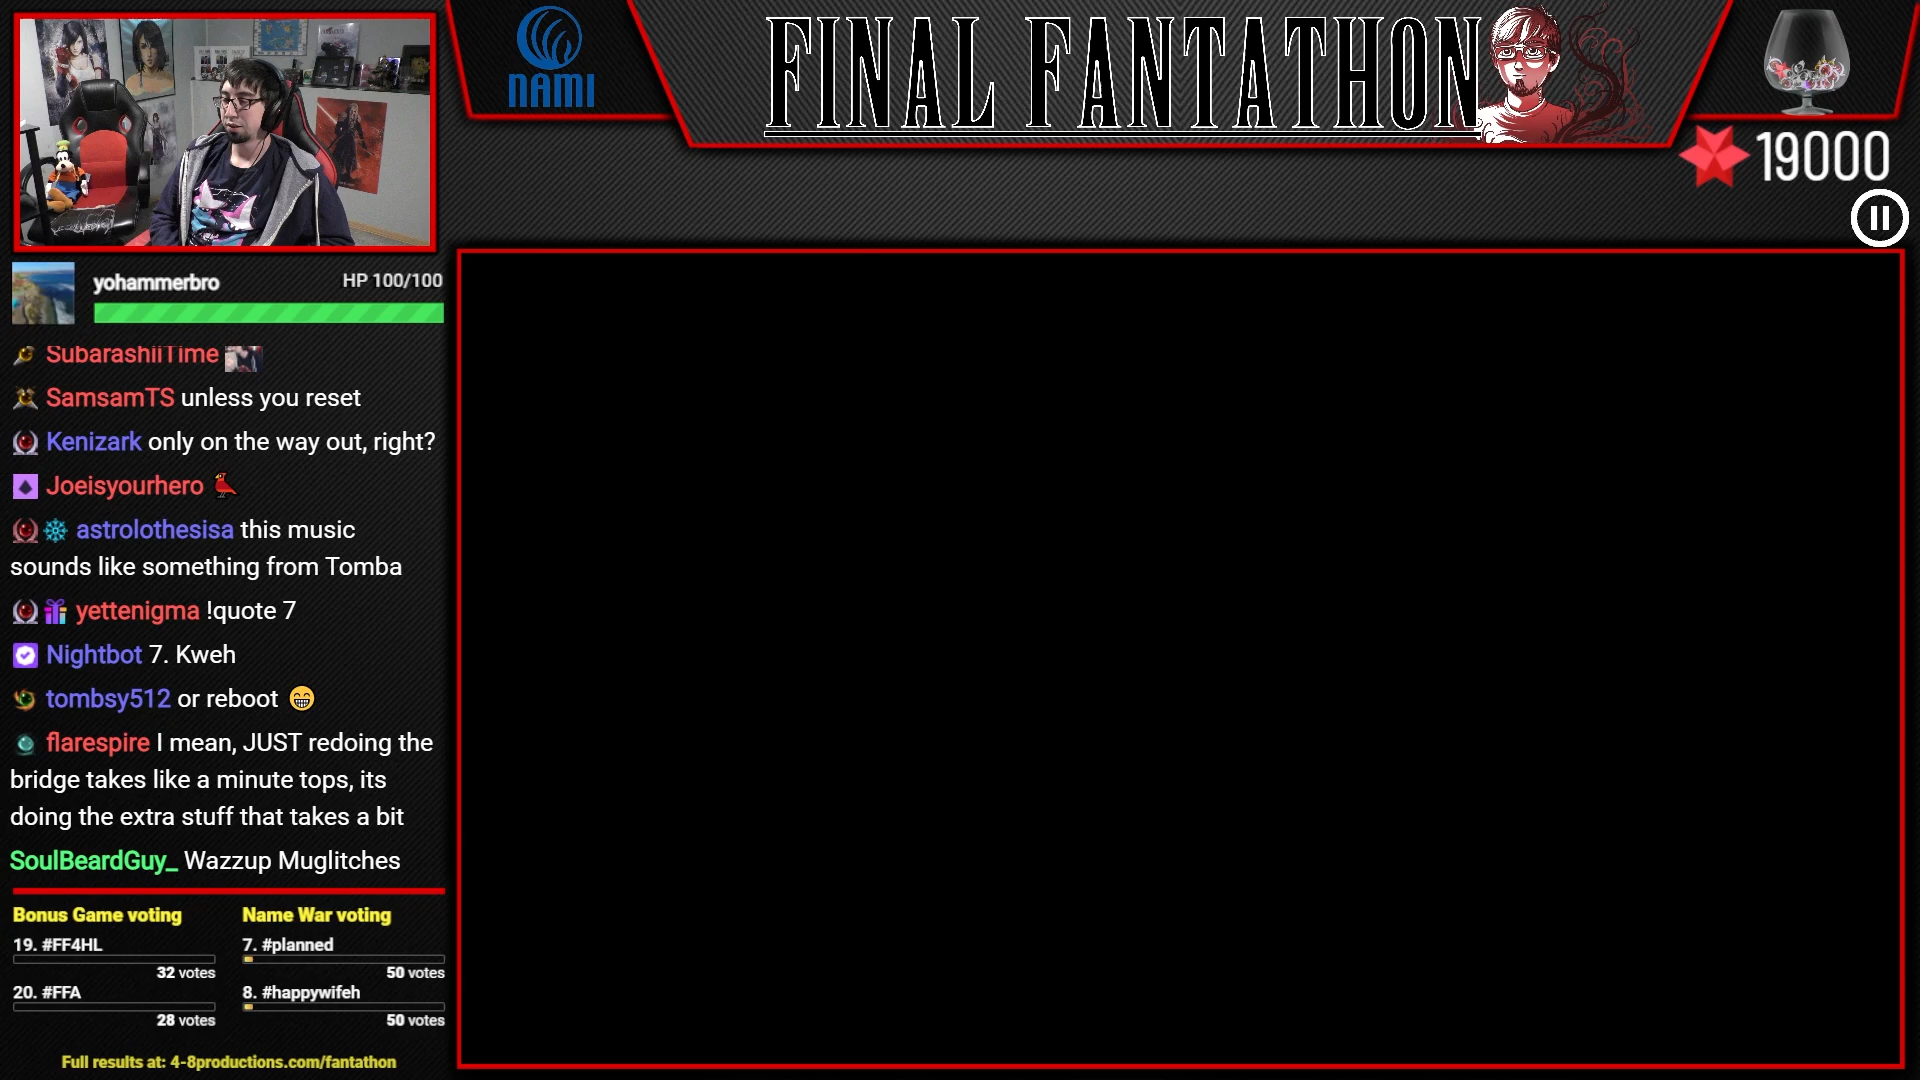 NAMI
FINAL FANTATHON
19000
yohammerbro
HP 100/100
SubarashiiTime
SamsamTS unless you reset
Kenizark only on the way out, right?
Joeisyourhero
astrolothesisa this music
sounds like something from Tomba
yettenigma !quote 7
Nightbot 7. Kweh
tombsy512 or reboot 😁
flarespire I mean, JUST redoing the
bridge takes like a minute tops, its
doing the extra stuff that takes a bit
SoulBeardGuy_ Wazzup Muglitches
Bonus Game voting
19. #FF4HL
32 votes
20. #FFA
28 votes
Name War voting
7. #planned
50 votes
8. #happywifeh
50 votes
Full results at: 4-8productions.com/fantathon